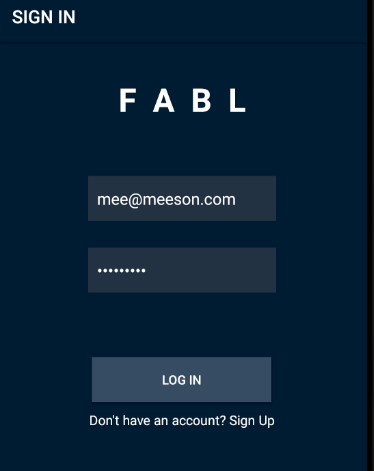 SIGN IN
F A B L
mee@meeson.com
•••••••••
LOG IN
Don't have an account? Sign Up